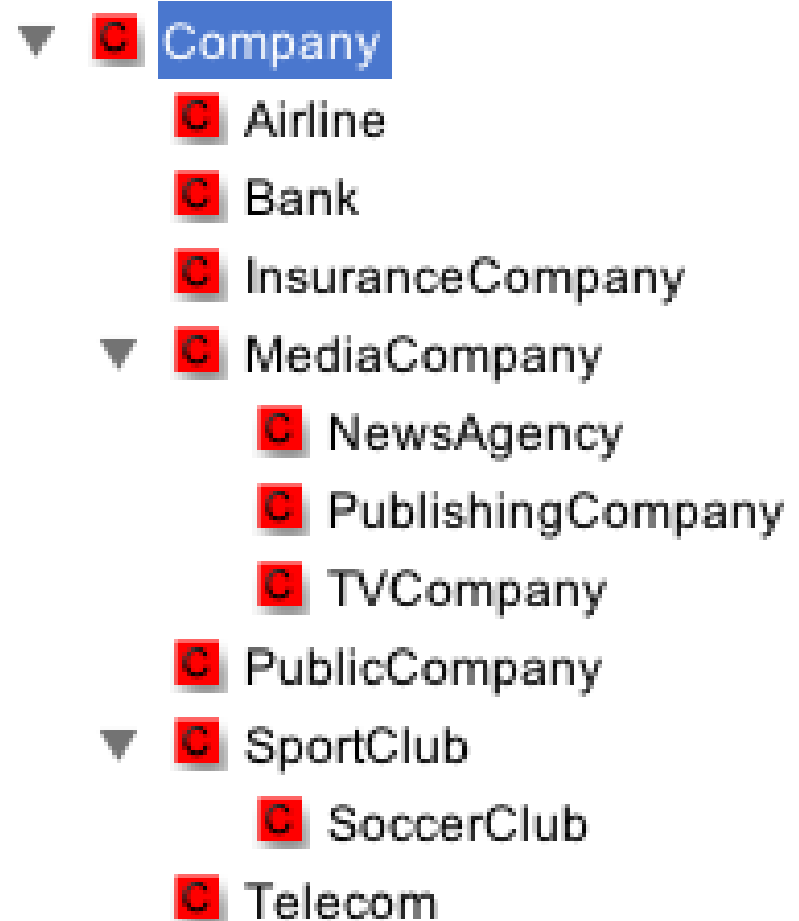 C Company
C Airline
C Bank
C InsuranceCompany
C MediaCompany
C NewsAgency
C PublishingCompany
C TVCompany
C PublicCompany
C SportClub
C SoccerClub
C Telecom